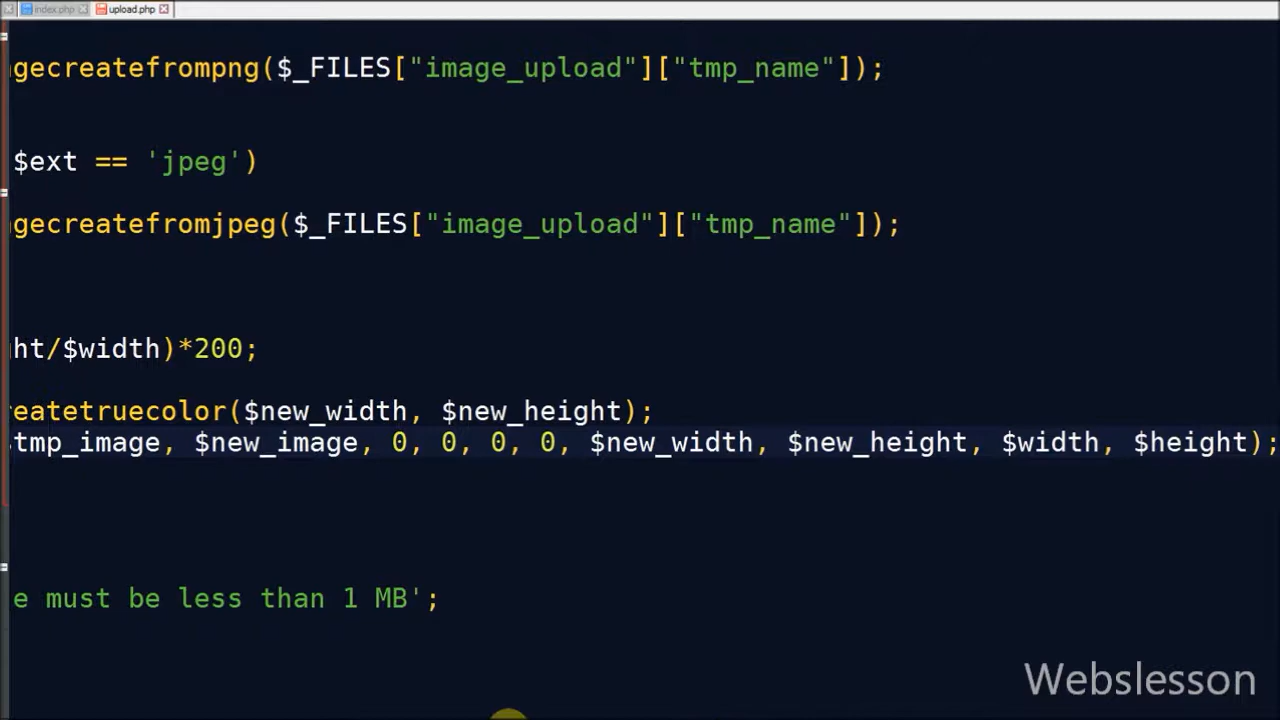 index.php upload.php
gecreatefrompng($_FILES["image_upload"]["tmp_name"]);
$ext == 'jpeg')
gecreatefromjpeg($_FILES["image_upload"]["tmp_name"]);
ht/$width)*200;
eatetruecolor($new_width, $new_height);
tmp_image, $new_image, 0, 0, 0, 0, $new_width, $new_height, $width, $height);
e must be less than 1 MB';
Webslesson